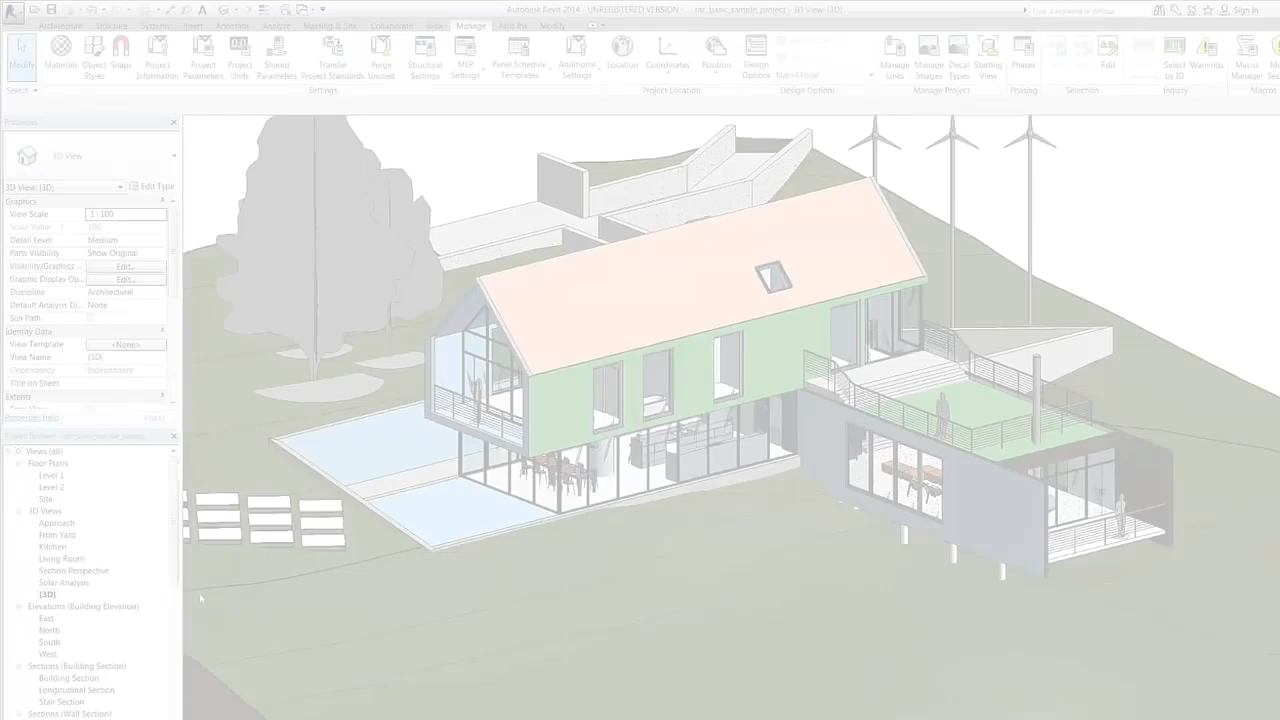 Autodesk Revit 2014 - UNREGISTERED VERSION - rac_basic_sample_project - 3D View: {3D}
Type a keyword or phrase
Sign In
Architecture Structure Systems Insert Annotate Analyze Massing & Site Collaborate View Manage Add-Ins Modify
Modify
Materials
Object Styles
Snaps
Project Information
Project Parameters
Project Units
Shared Parameters
Transfer Project Standards
Purge Unused
Structural Settings
MEP Settings
Panel Schedule Templates
Additional Settings
Location
Coordinates
Position
Design Options
Main Model
Manage Links
Manage Images
Decal Types
Starting View
Phases
Edit
Select by ID
Warnings
Macro Manager
Select
Settings
Project Location
Design Options
Manage Project
Phasing
Selection
Inquiry
Macros
Properties
3D View
3D View: {3D}
Edit Type
Graphics
View Scale 1 : 100
Scale Value 1: 100
Detail Level Medium
Parts Visibility Show Original
Visibility/Graphics ... Edit...
Graphic Display Op... Edit...
Discipline Architectural
Default Analysis Di... None
Sun Path
Identity Data
View Template <None>
View Name {3D}
Dependency Independent
Title on Sheet
Extents
Properties help
Apply
Project Browser - rac_basic_sample_project
Views (all)
Floor Plans
Level 1
Level 2
Site
3D Views
Approach
From Yard
Kitchen
Living Room
Section Perspective
Solar Analysis
{3D}
Elevations (Building Elevation)
East
North
South
West
Sections (Building Section)
Building Section
Longitudinal Section
Stair Section
Sections (Wall Section)